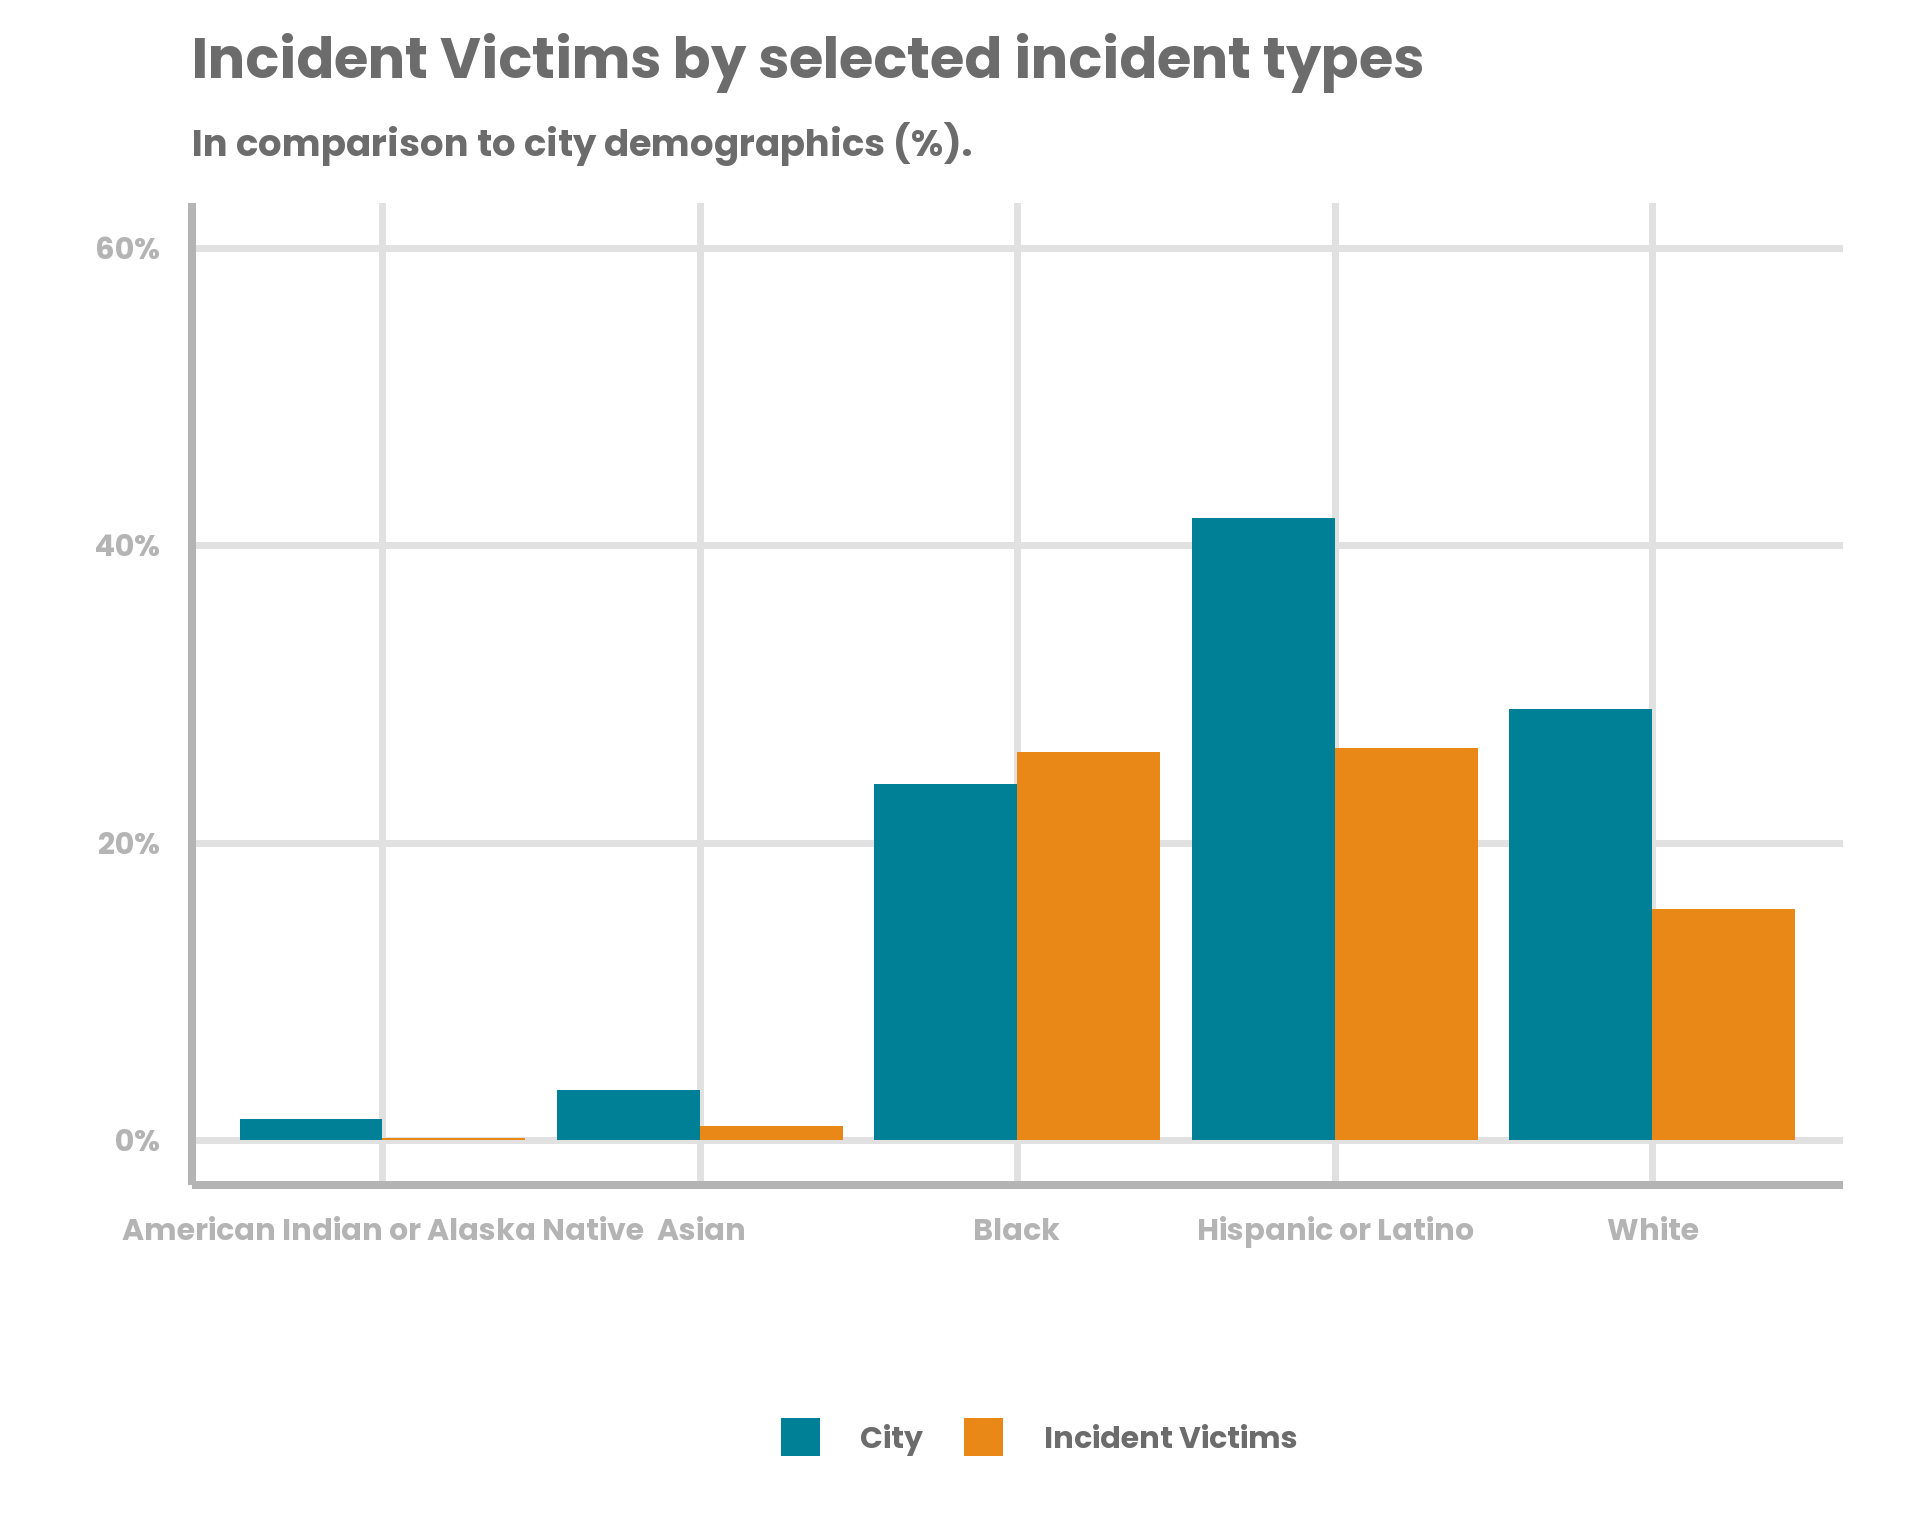 Incident Victims by selected incident types
In comparison to city demographics (%).
60%
40%
20%
0%
American Indian or Alaska Native Asian Black Hispanic or Latino White
City Incident Victims